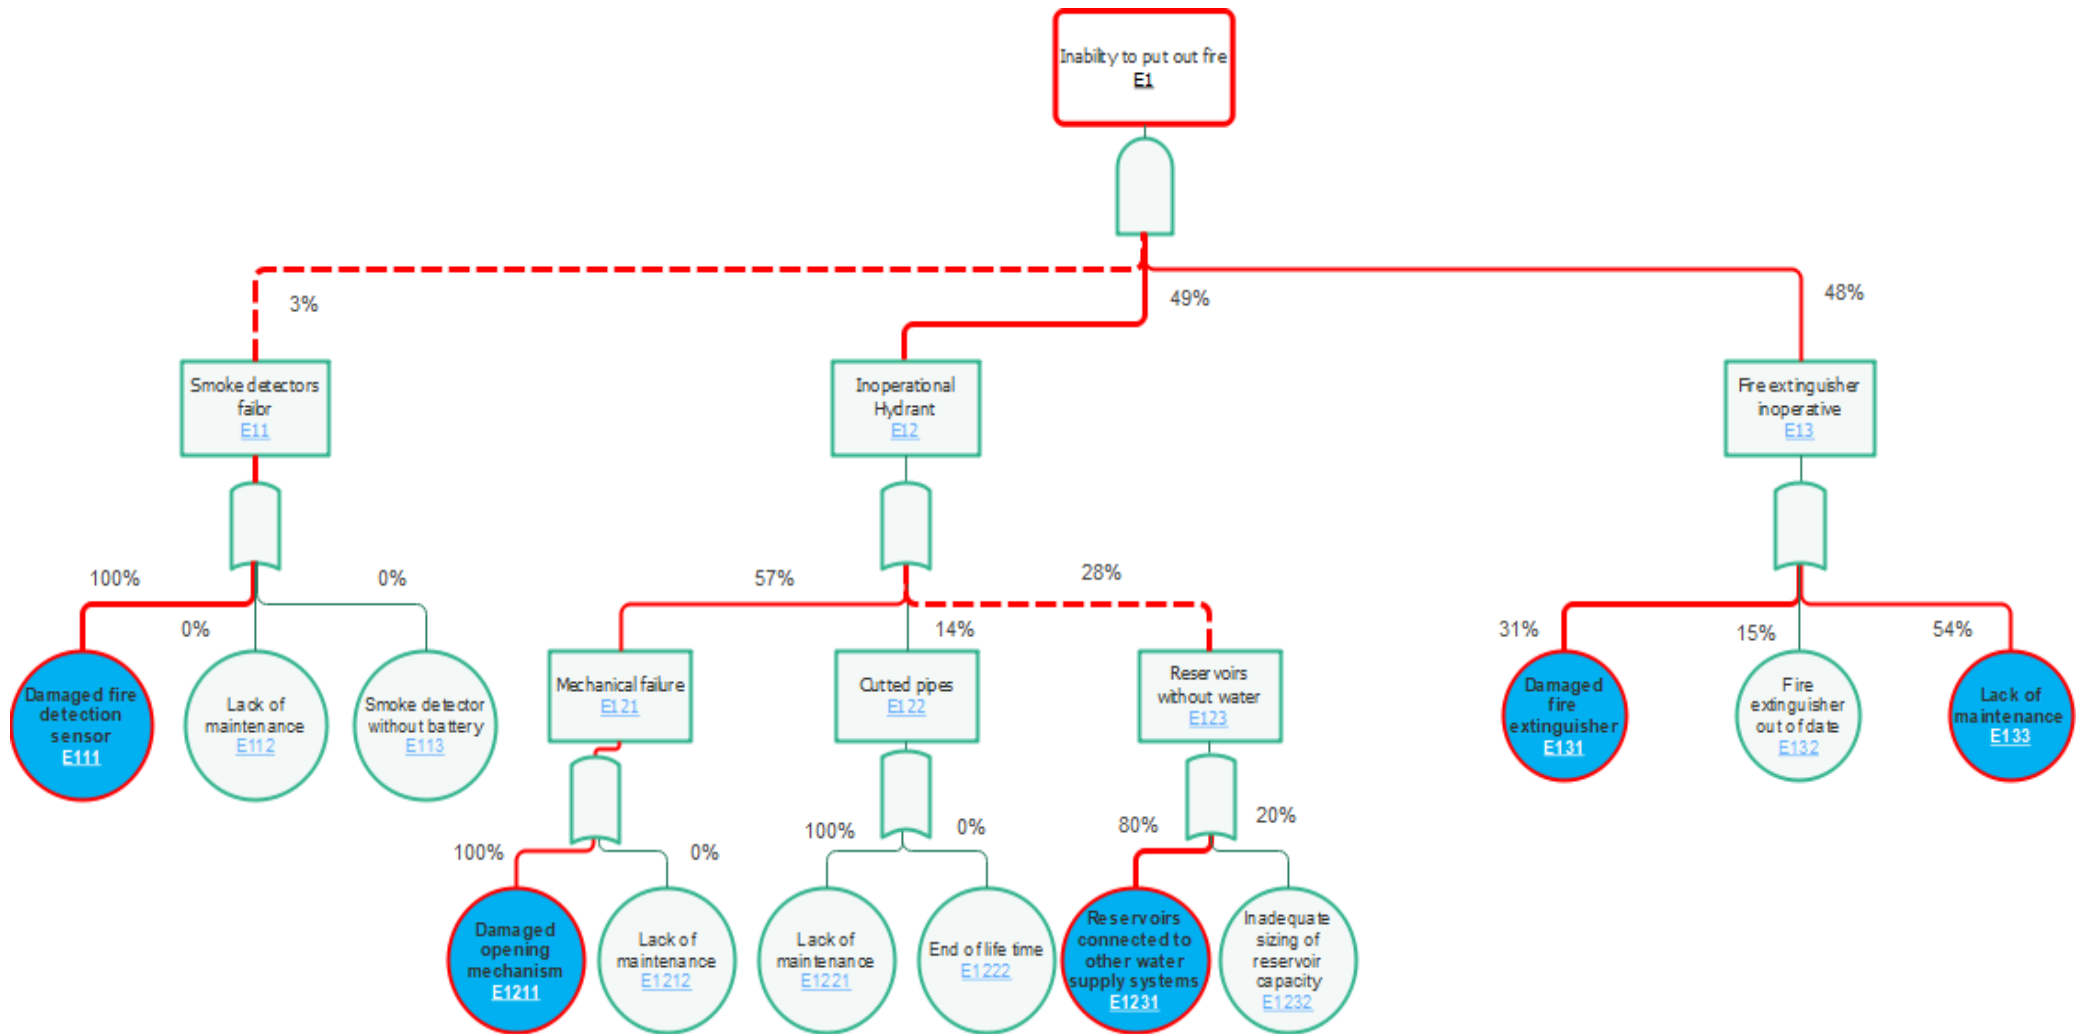 Inability to put out fire
E1
3%
49%
48%
Smoke detectors
failor
E11
Inoperational
Hydrant
E12
Fire extinguisher
inoperative
E13
100%
0%
0%
57%
14%
28%
31%
15%
54%
Damaged fire
detection
sensor
E111
Lack of
maintenance
E112
Smoke detector
without battery
E113
Mechanical failure
E121
Cutted pipes
E122
Reservoirs
without water
E123
Damaged
fire
extinguisher
E131
Fire
extinguisher
out of date
E132
Lack of
maintenance
E133
100%
0%
100%
0%
80%
20%
Damaged
opening
mechanism
E1211
Lack of
maintenance
E1212
Lack of
maintenance
E1221
End of life time
E1222
Reservoirs
connected to
other water
supply systems
E1231
Inadequate
sizing of
reservoir
capacity
E1232